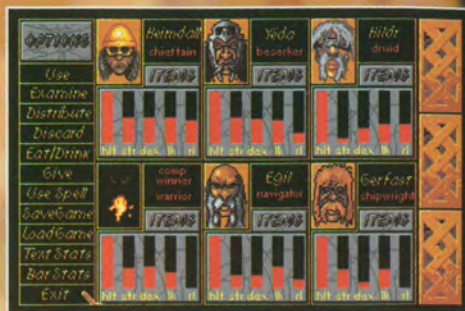 OPTIONS
Use
Examine
Distribute
Discard
Eat/Drink
Give
Use Spell
SaveGame
LoadGame
Text Stats
Bar Stats
Exit
Heimdall
chieftain
ITEMS
hlt str dex lk rl
Yeda
beserker
ITEMS
hlt str dex lk rl
Hildr
druid
ITEMS
hlt str dex lk rl
comp
winner
warrior
ITEMS
hlt str dex lk rl
Egil
navigator
ITEMS
hlt str dex lk rl
Gerfast
shipwright
ITEMS
hlt str dex lk rl